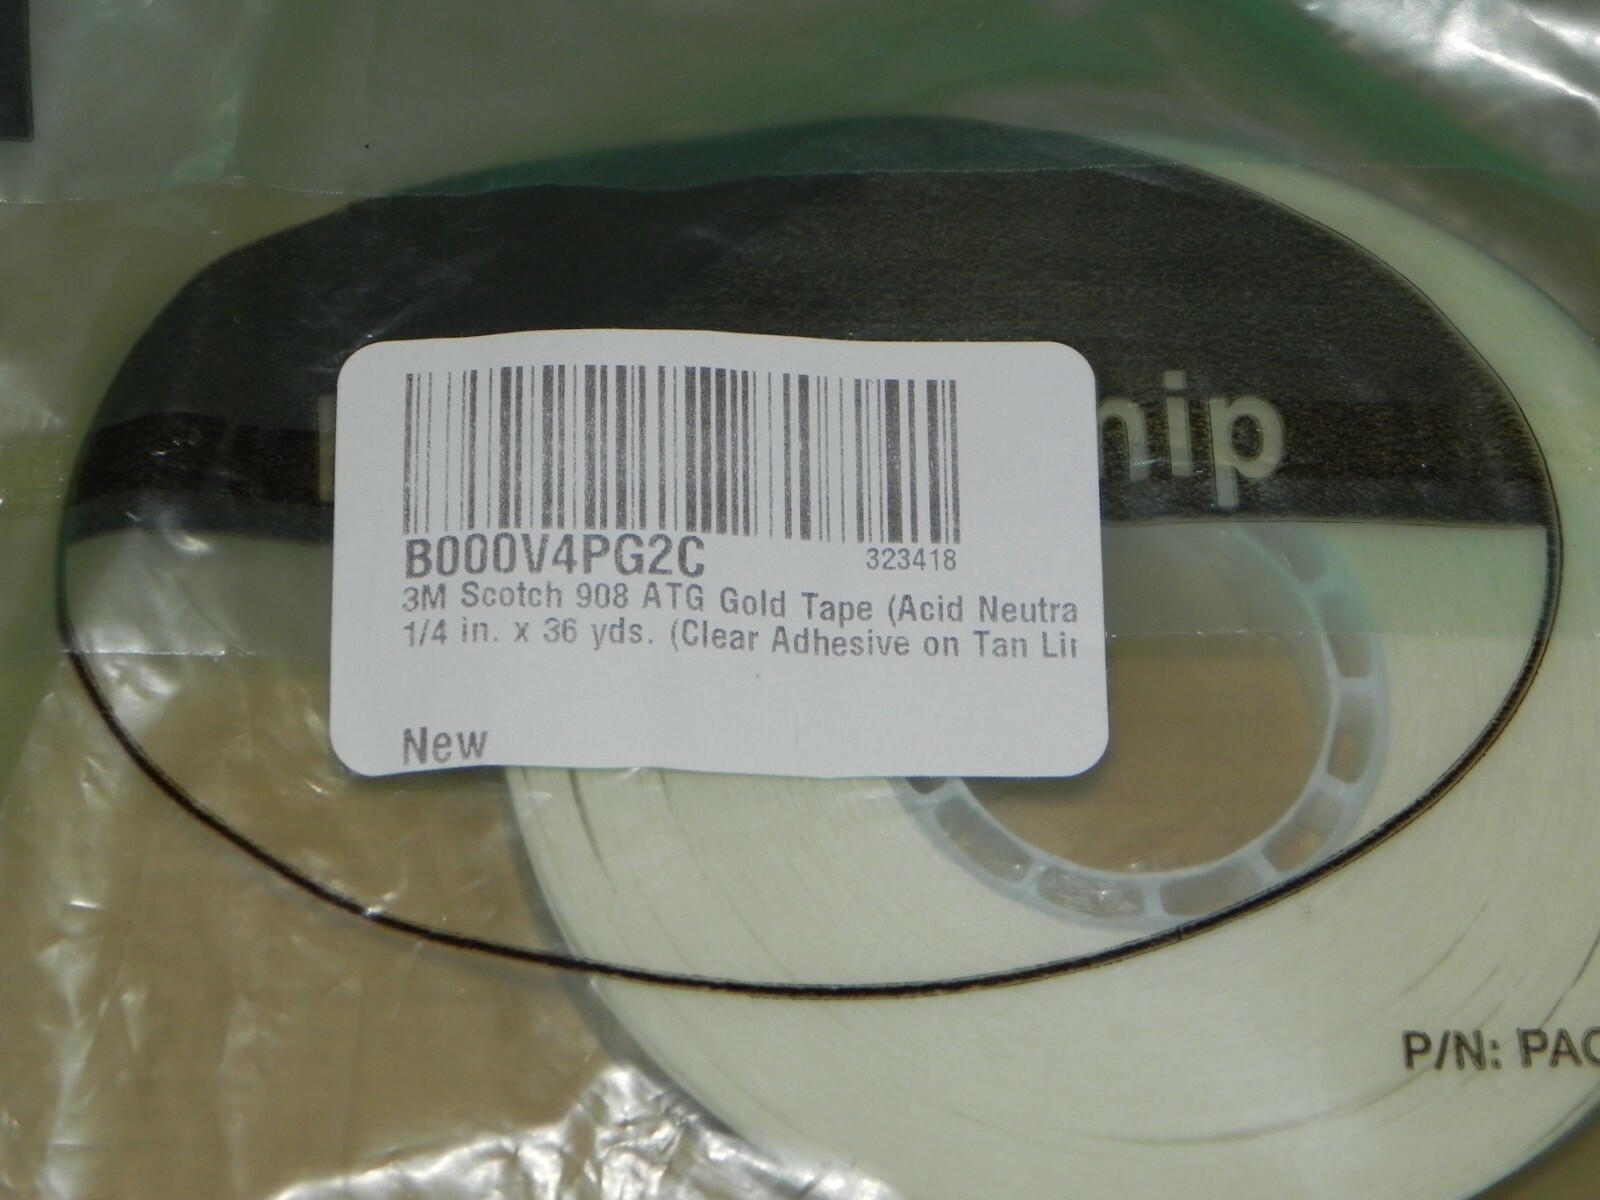 hip
B000V4PG2C
323418
3M Scotch 908 ATG Gold Tape (Acid Neutra
1/4 in. x 36 yds. (Clear Adhesive on Tan Lin
New
P/N: PAC